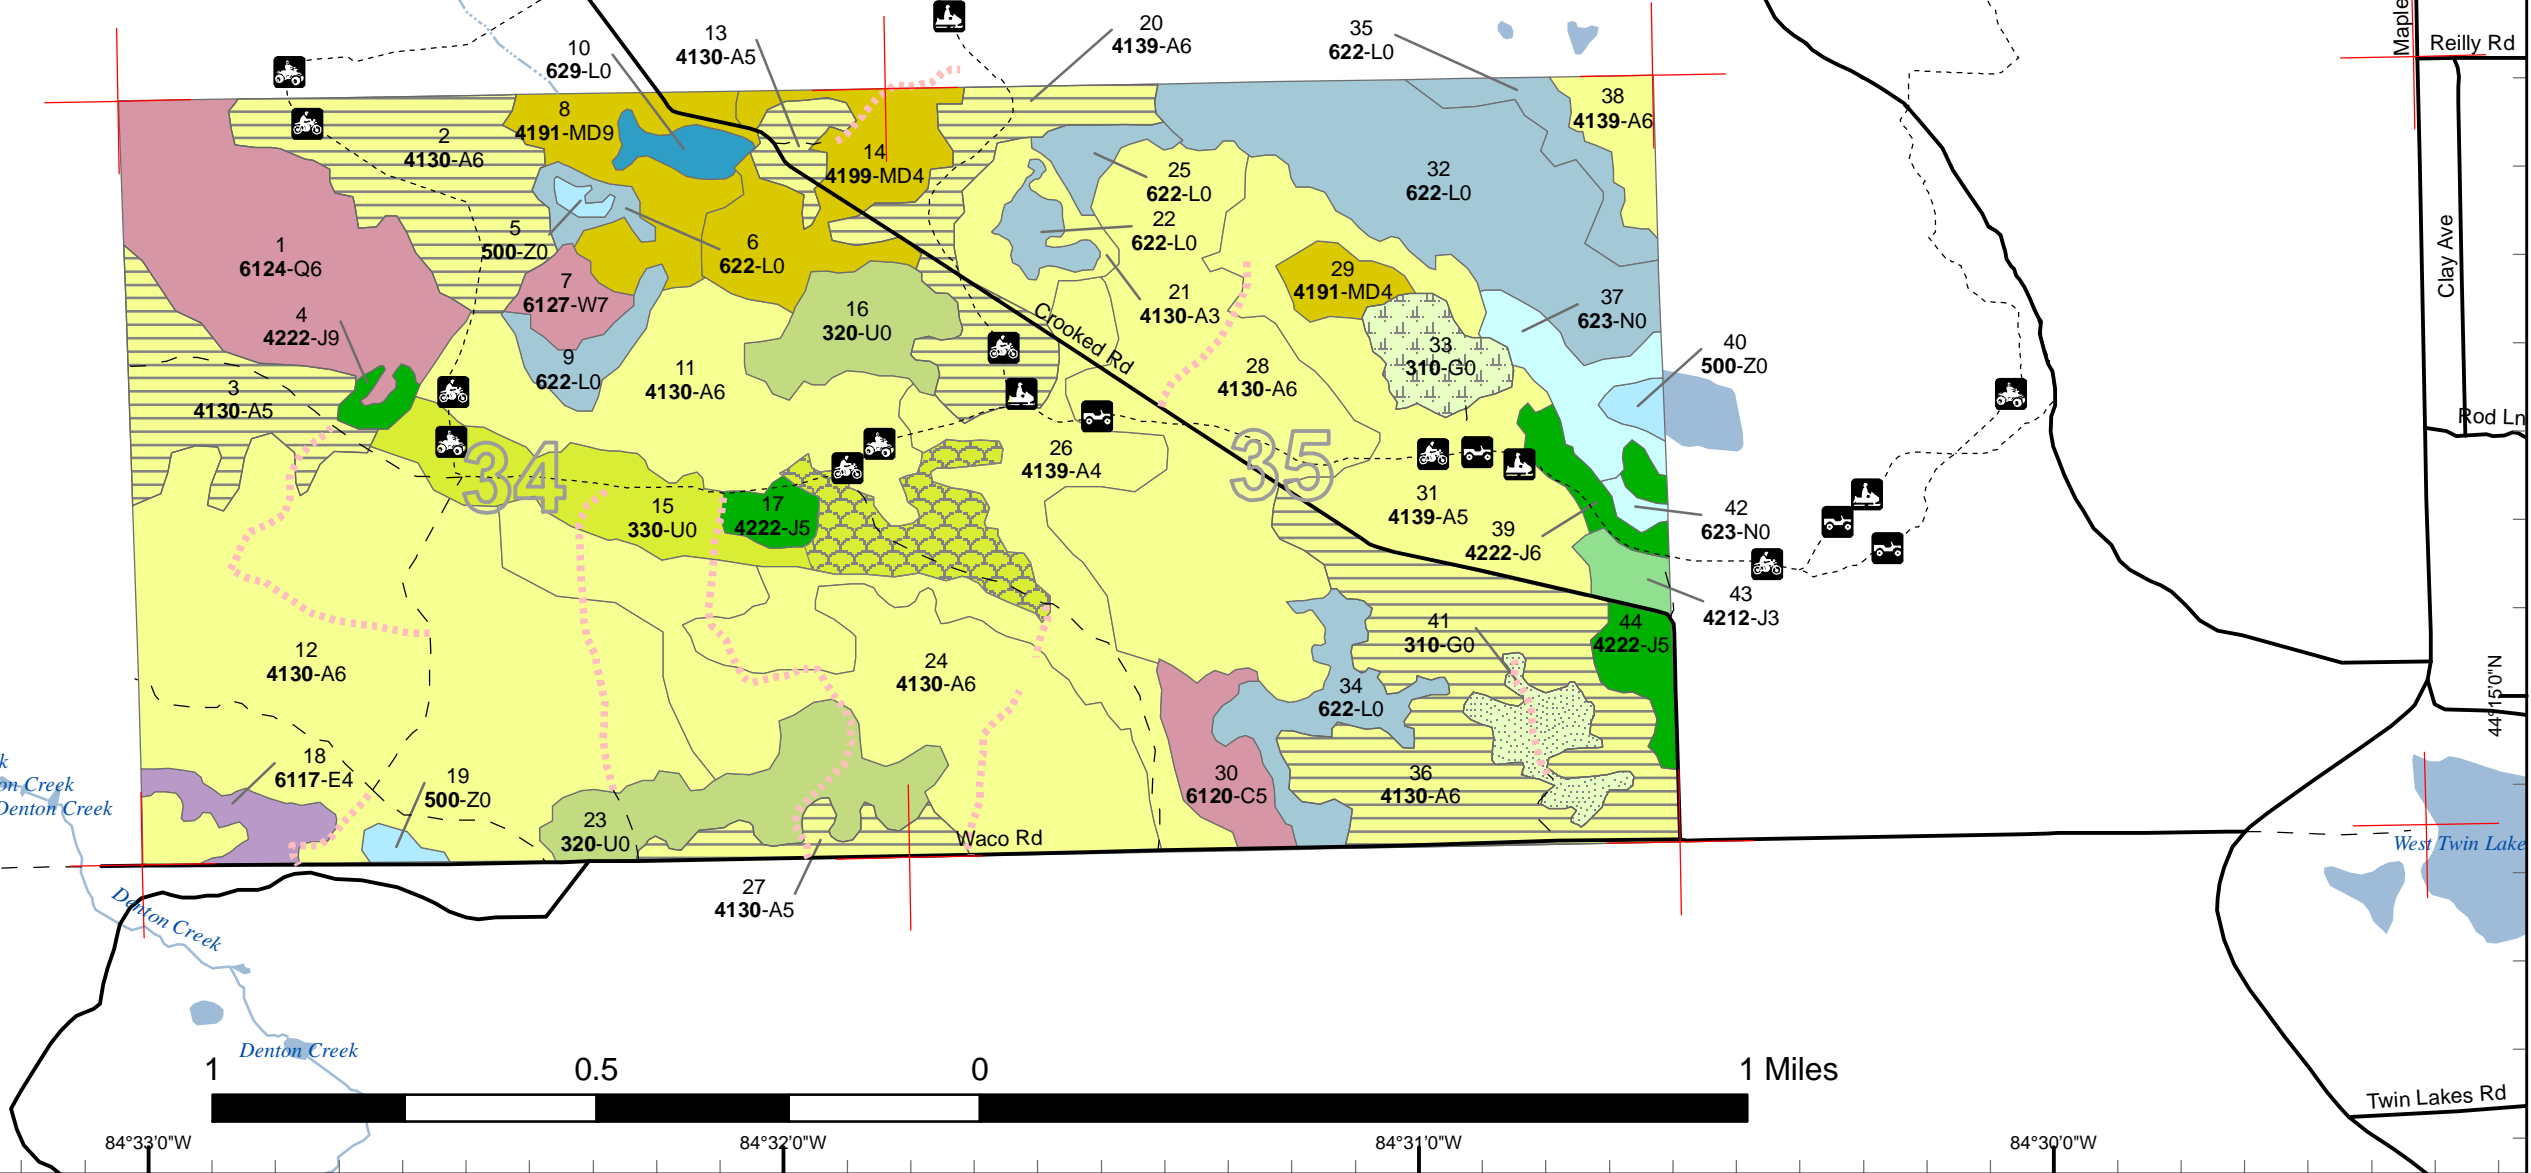 13
4130-A5
10
629-L0
20
4139-A6
35
622-L0
Maple
Reilly Rd
38
4139-A6
8
4191-MD9
2
4130-A6
14
4199-MD4
25
622-L0
32
622-L0
22
622-L0
5
500-Z0
6
622-L0
1
6124-Q6
7
6127-W7
29
4191-MD4
21
4130-A3
37
623-N0
Clay Ave
4
4222-J9
16
320-U0
Crooked Rd
33
310-G0
40
500-Z0
9
622-L0
11
4130-A6
28
4130-A6
3
4130-A5
Rod Ln
34
35
26
4139-A4
15
330-U0
17
4222-J5
31
4139-A5
39
4222-J6
42
623-N0
43
4212-J3
41
310-G0
44
4222-J5
12
4130-A6
24
4130-A6
34
622-L0
44°15'0"N
18
6117-E4
19
500-Z0
30
6120-C5
36
4130-A6
k
on Creek
Denton Creek
23
320-U0
Waco Rd
West Twin Lake
27
4130-A5
Denton Creek
Denton Creek
1
0.5
0
1 Miles
Twin Lakes Rd
84°33'0"W
84°32'0"W
84°31'0"W
84°30'0"W